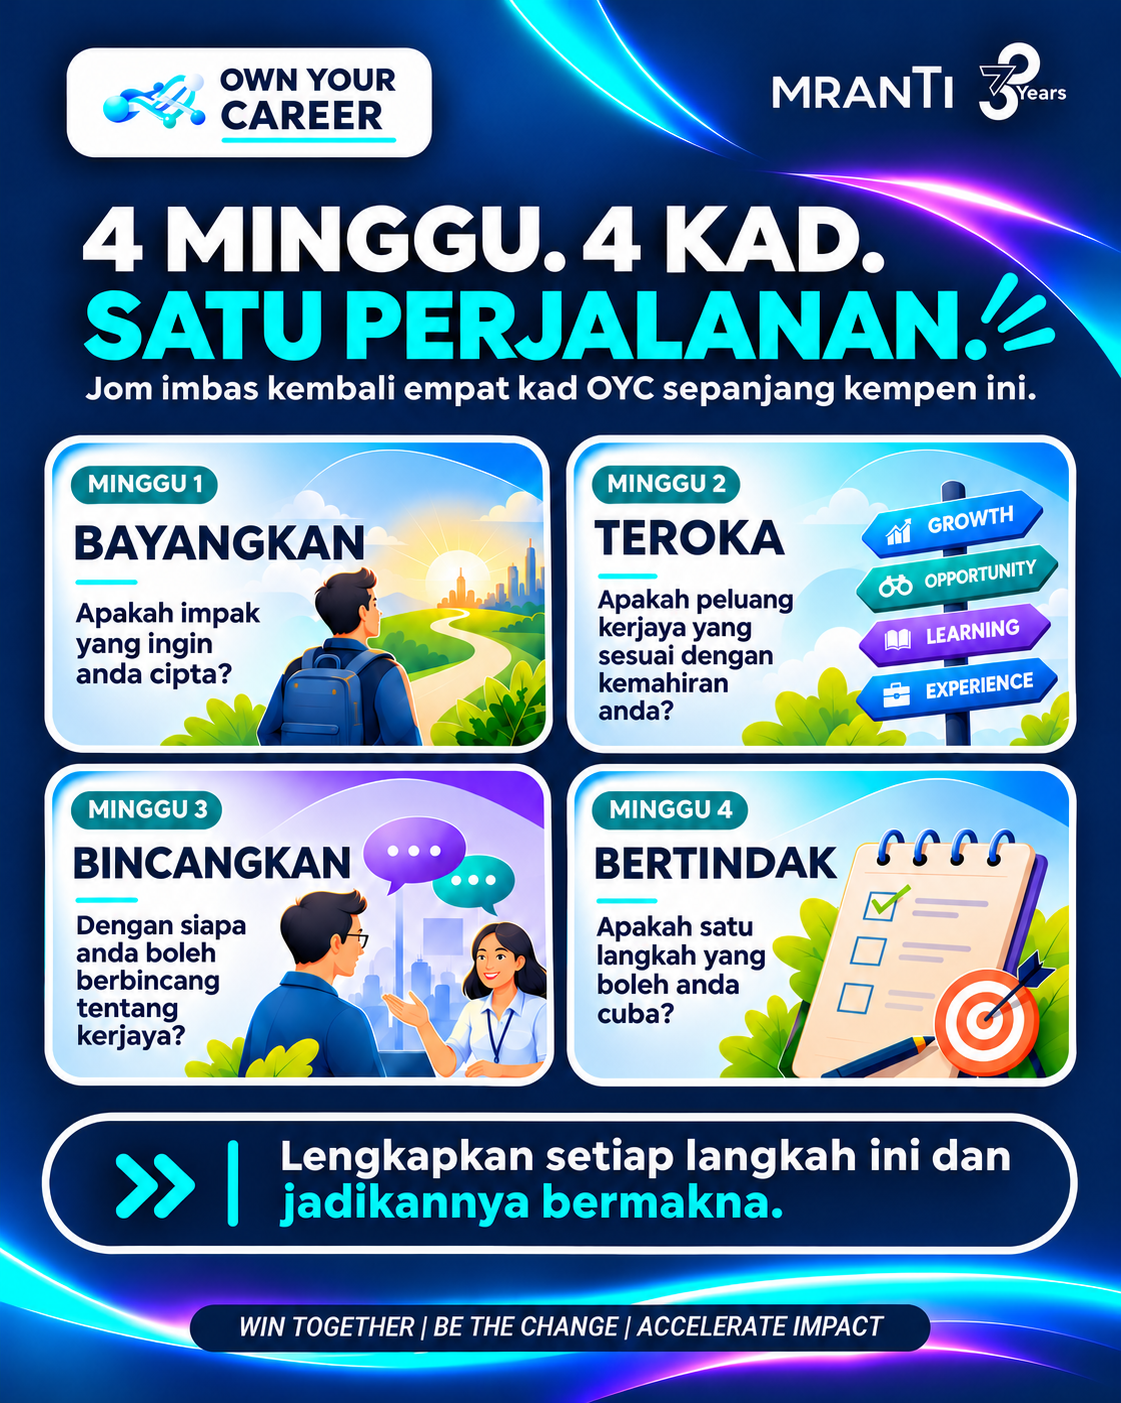 OWN YOUR
CAREER
MRANTI
3 Years
4 MINGGU. 4 KAD.
SATU PERJALANAN.
Jom imbas kembali empat kad OYC sepanjang kempen ini.
MINGGU 1
BAYANGKAN
Apakah impak
yang ingin
anda cipta?
MINGGU 2
TEROKA
Apakah peluang
kerjaya yang
sesuai dengan
kemahiran
anda?
GROWTH
OPPORTUNITY
LEARNING
EXPERIENCE
MINGGU 3
BINCANGKAN
Dengan siapa
anda boleh
berbincang
tentang
kerjaya?
MINGGU 4
BERTINDAK
Apakah satu
langkah yang
boleh anda
cuba?
Lengkapkan setiap langkah ini dan
jadikannya bermakna.
WIN TOGETHER | BE THE CHANGE | ACCELERATE IMPACT